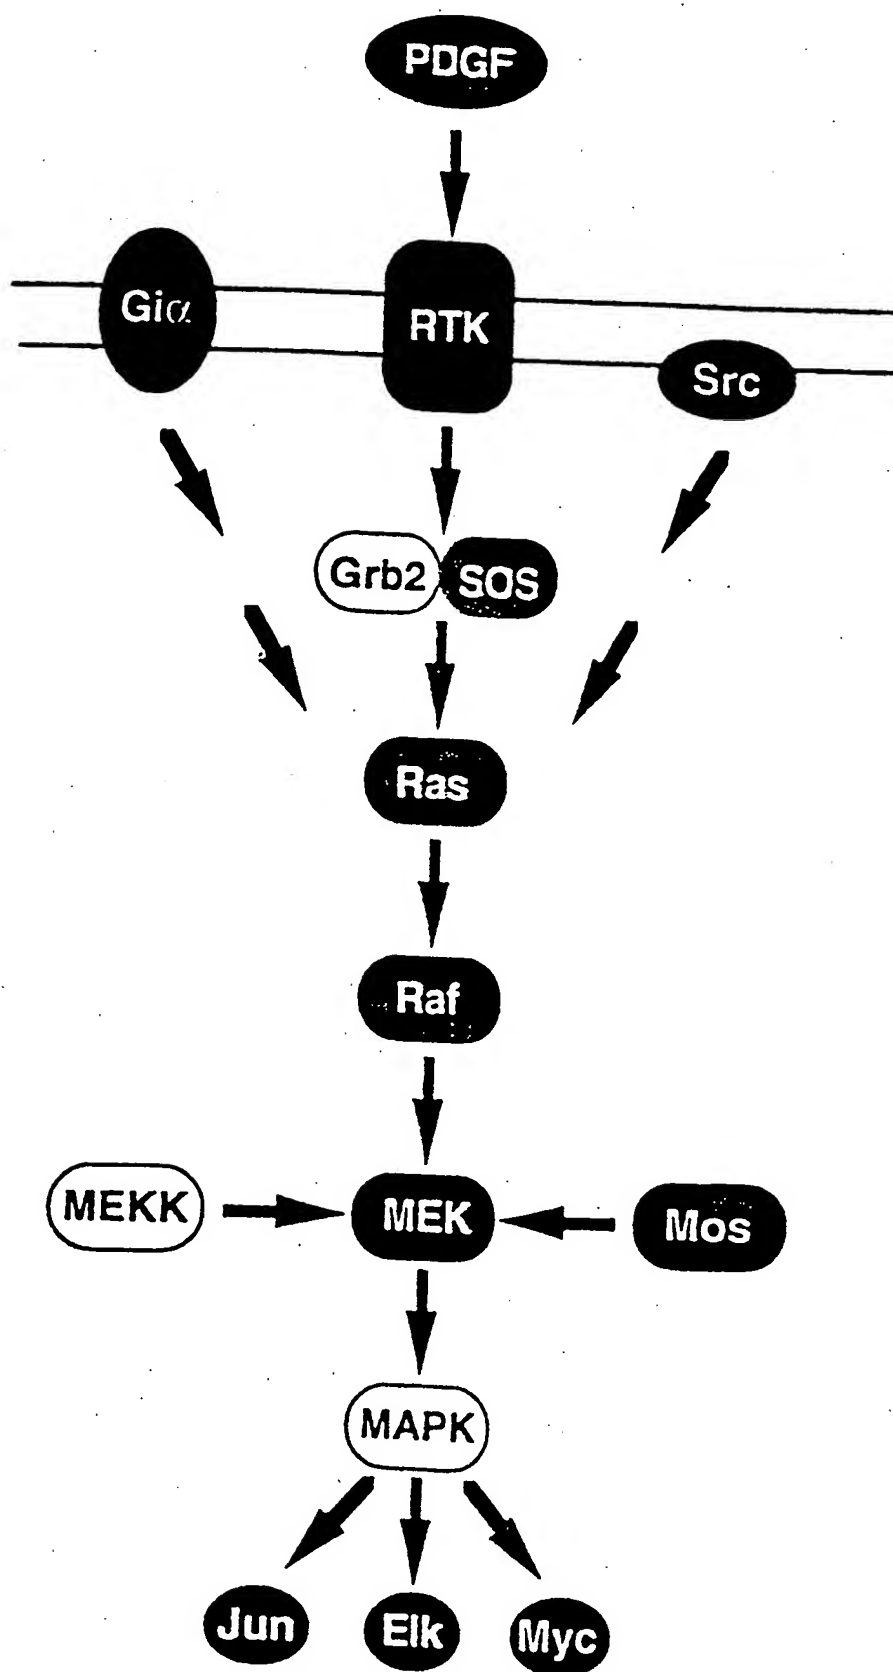 PDGF
Giα
RTK
Src
Grb2 SOS
Ras
Raf
MEKK MEK Mos
MAPK
Jun Elk Myc